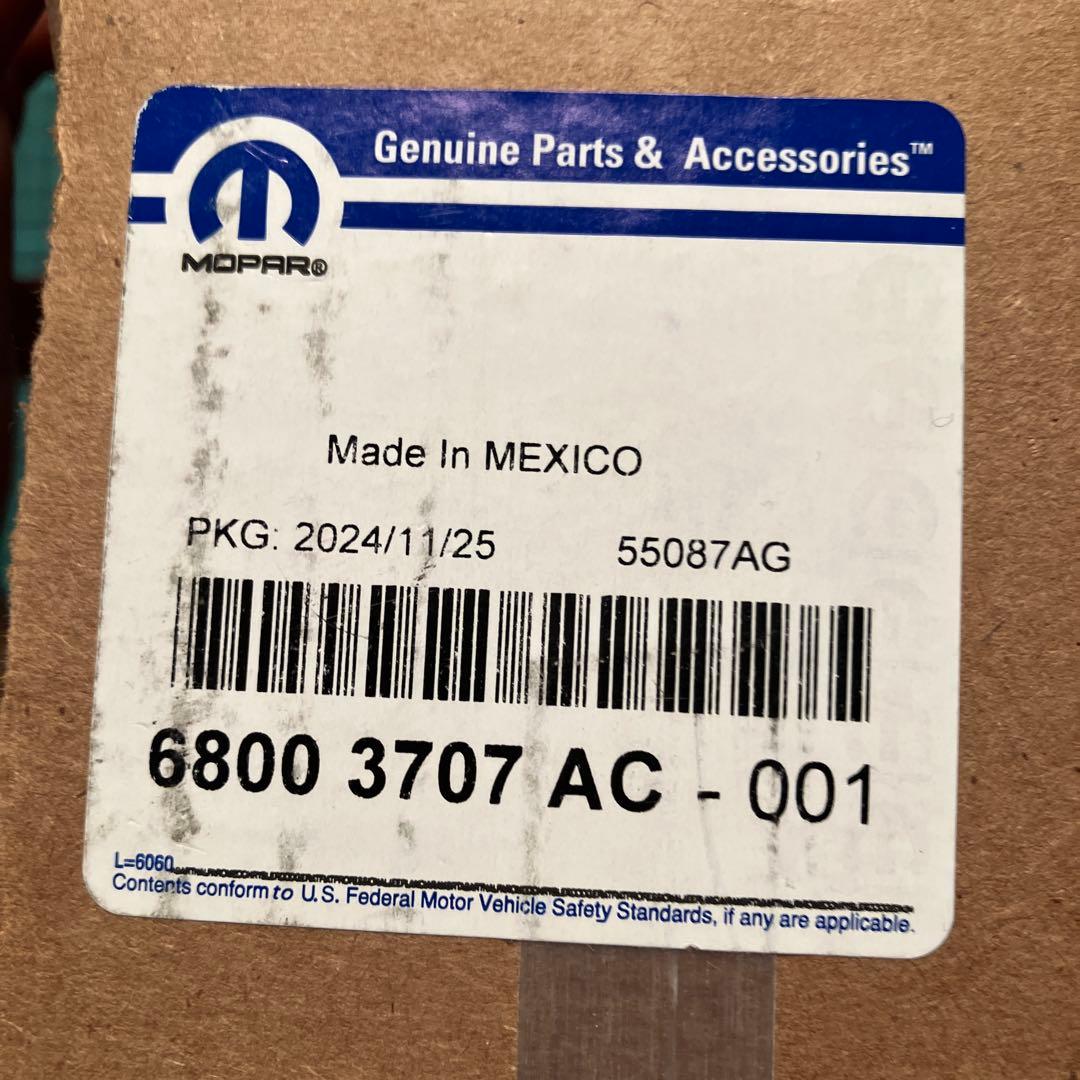 Genuine Parts & Accessories™
MOPAR®
Made In MEXICO
PKG: 2024/11/25 55087AG
6800 3707 AC - 001
L=6060
Contents conform to U.S. Federal Motor Vehicle Safety Standards, if any are applicable.